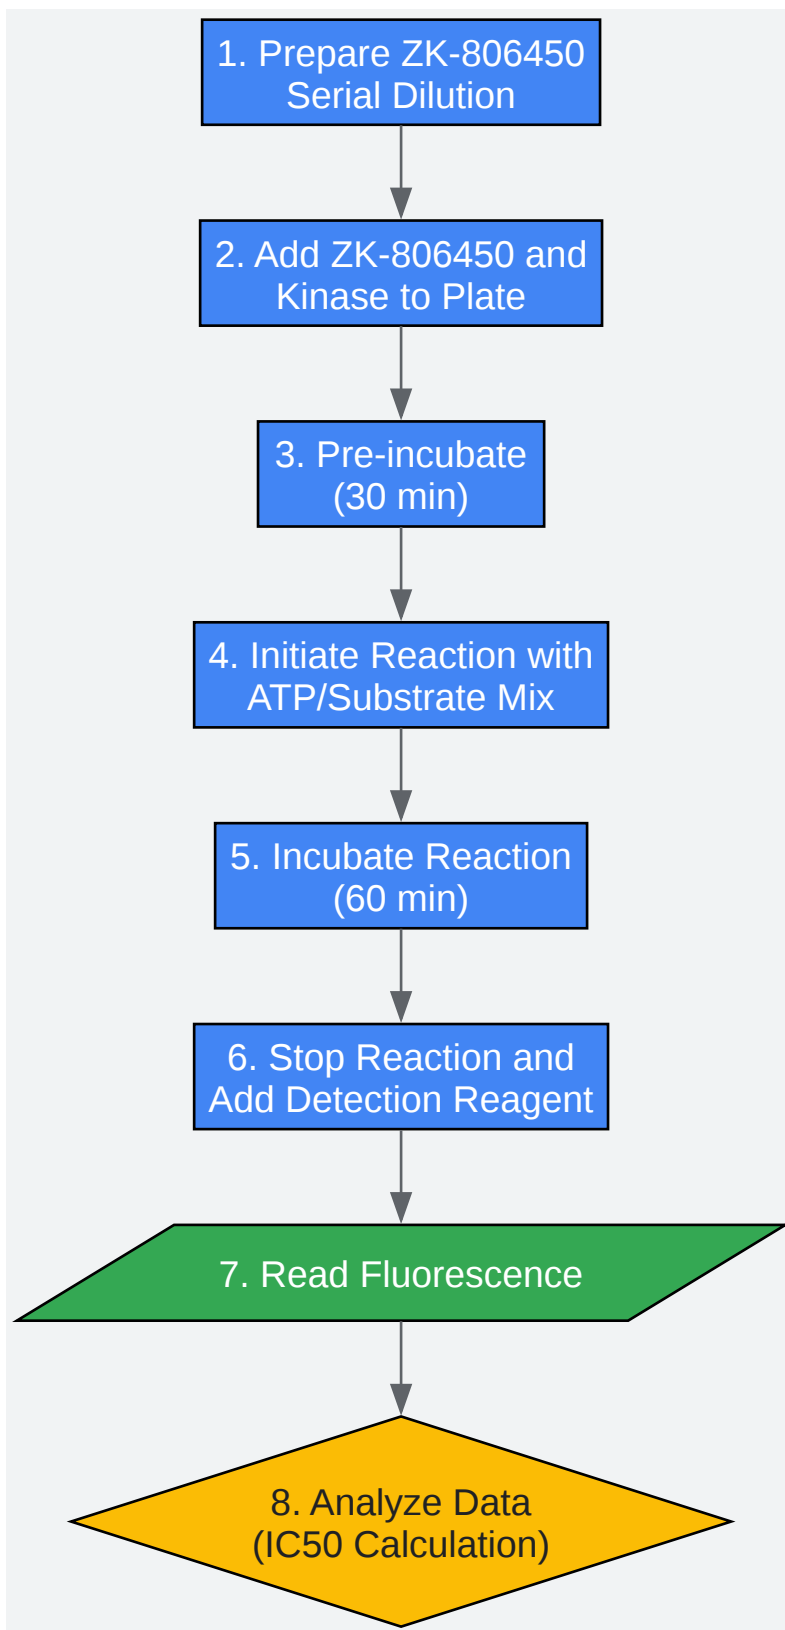 1. Prepare ZK-806450
Serial Dilution
2. Add ZK-806450 and
Kinase to Plate
3. Pre-incubate
(30 min)
4. Initiate Reaction with
ATP/Substrate Mix
5. Incubate Reaction
(60 min)
6. Stop Reaction and
Add Detection Reagent
7. Read Fluorescence
8. Analyze Data
(IC50 Calculation)